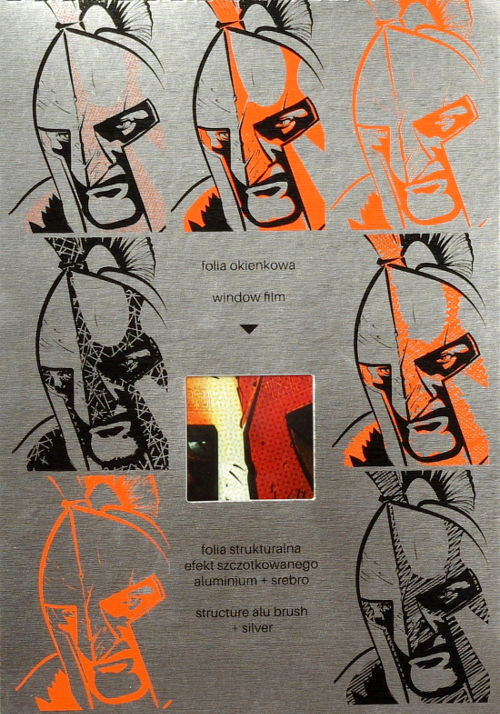 folia okienkowa
window film
folia strukturalna
efekt szczotkowanego
aluminium + srebro
structure alu brush
+ silver